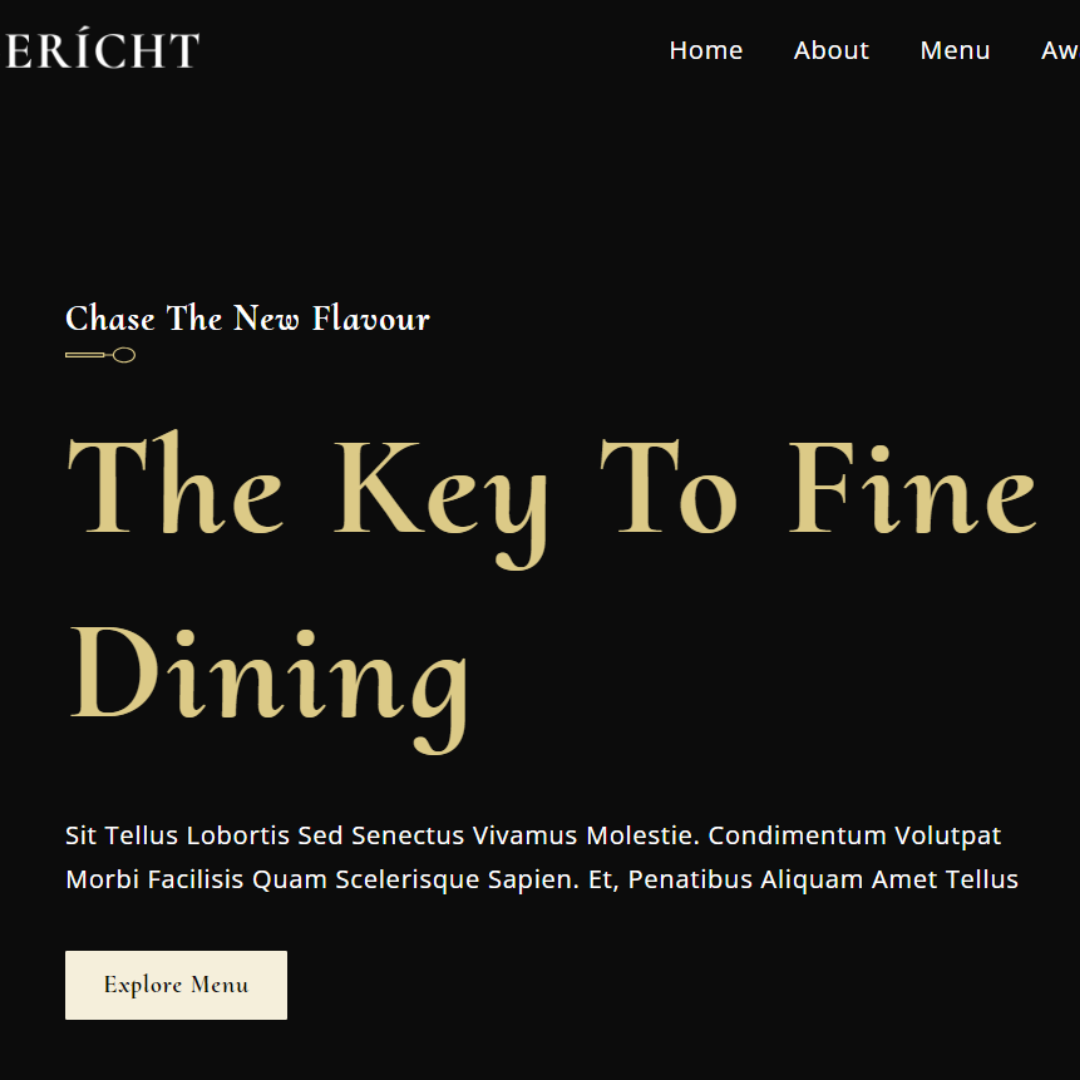 ERÍCHT
Home About Menu Aw
Chase The New Flavour
The Key To Fine
Dining
Sit Tellus Lobortis Sed Senectus Vivamus Molestie. Condimentum Volutpat
Morbi Facilisis Quam Scelerisque Sapien. Et, Penatibus Aliquam Amet Tellus
Explore Menu